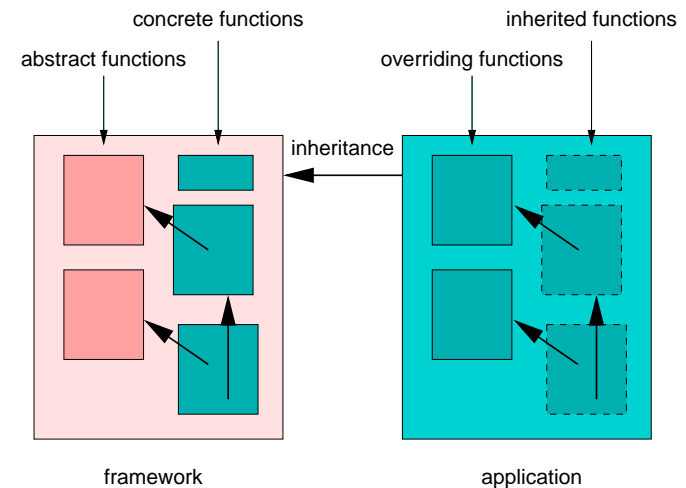 concrete functions
inherited functions
abstract functions
overriding functions
inheritance
framework
application